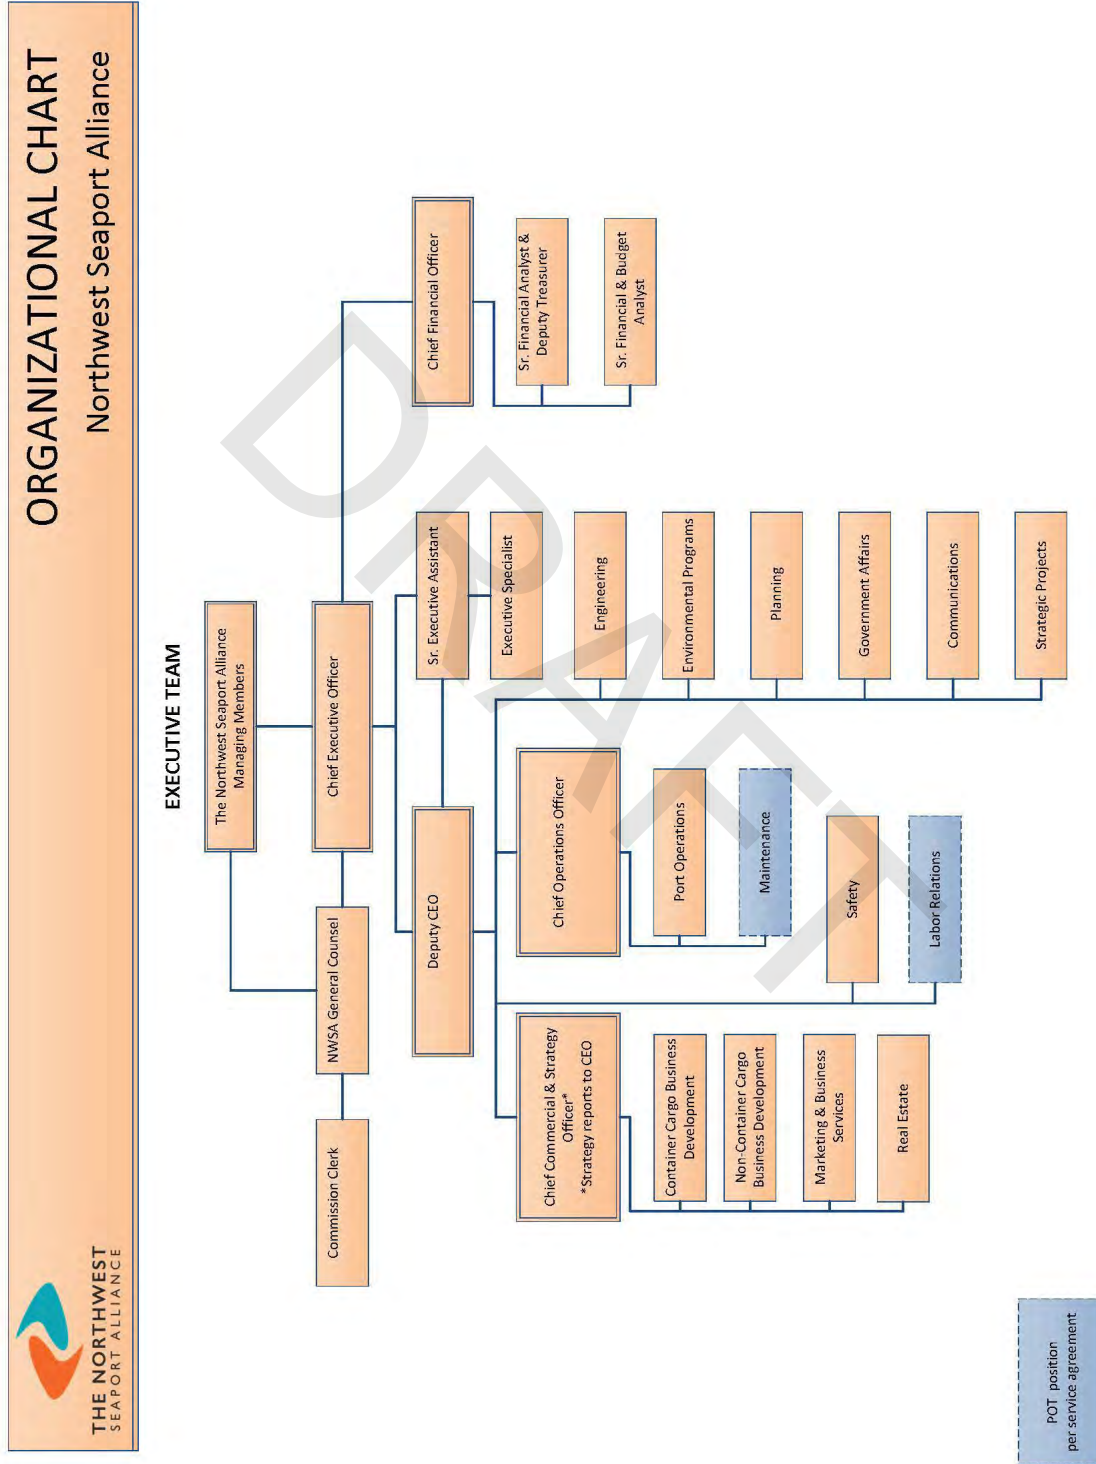 THE NORTHWEST
SEAPORT ALLIANCE
ORGANIZATIONAL CHART
Northwest Seaport Alliance
EXECUTIVE TEAM
The Northwest Seaport Alliance
Managing Members
Commission Clerk
NWSA General Counsel
Chief Executive Officer
Deputy CEO
Sr. Executive Assistant
Chief Financial Officer
Executive Specialist
Sr. Financial Analyst &
Deputy Treasurer
Sr. Financial & Budget
Analyst
Chief Commercial & Strategy
Officer*
*Strategy reports to CEO
Chief Operations Officer
Engineering
Container Cargo Business
Development
Port Operations
Environmental Programs
Non-Container Cargo
Business Development
Maintenance
Planning
Marketing & Business
Services
Safety
Government Affairs
Real Estate
Labor Relations
Communications
Strategic Projects
POT position
per service agreement
DRAFT